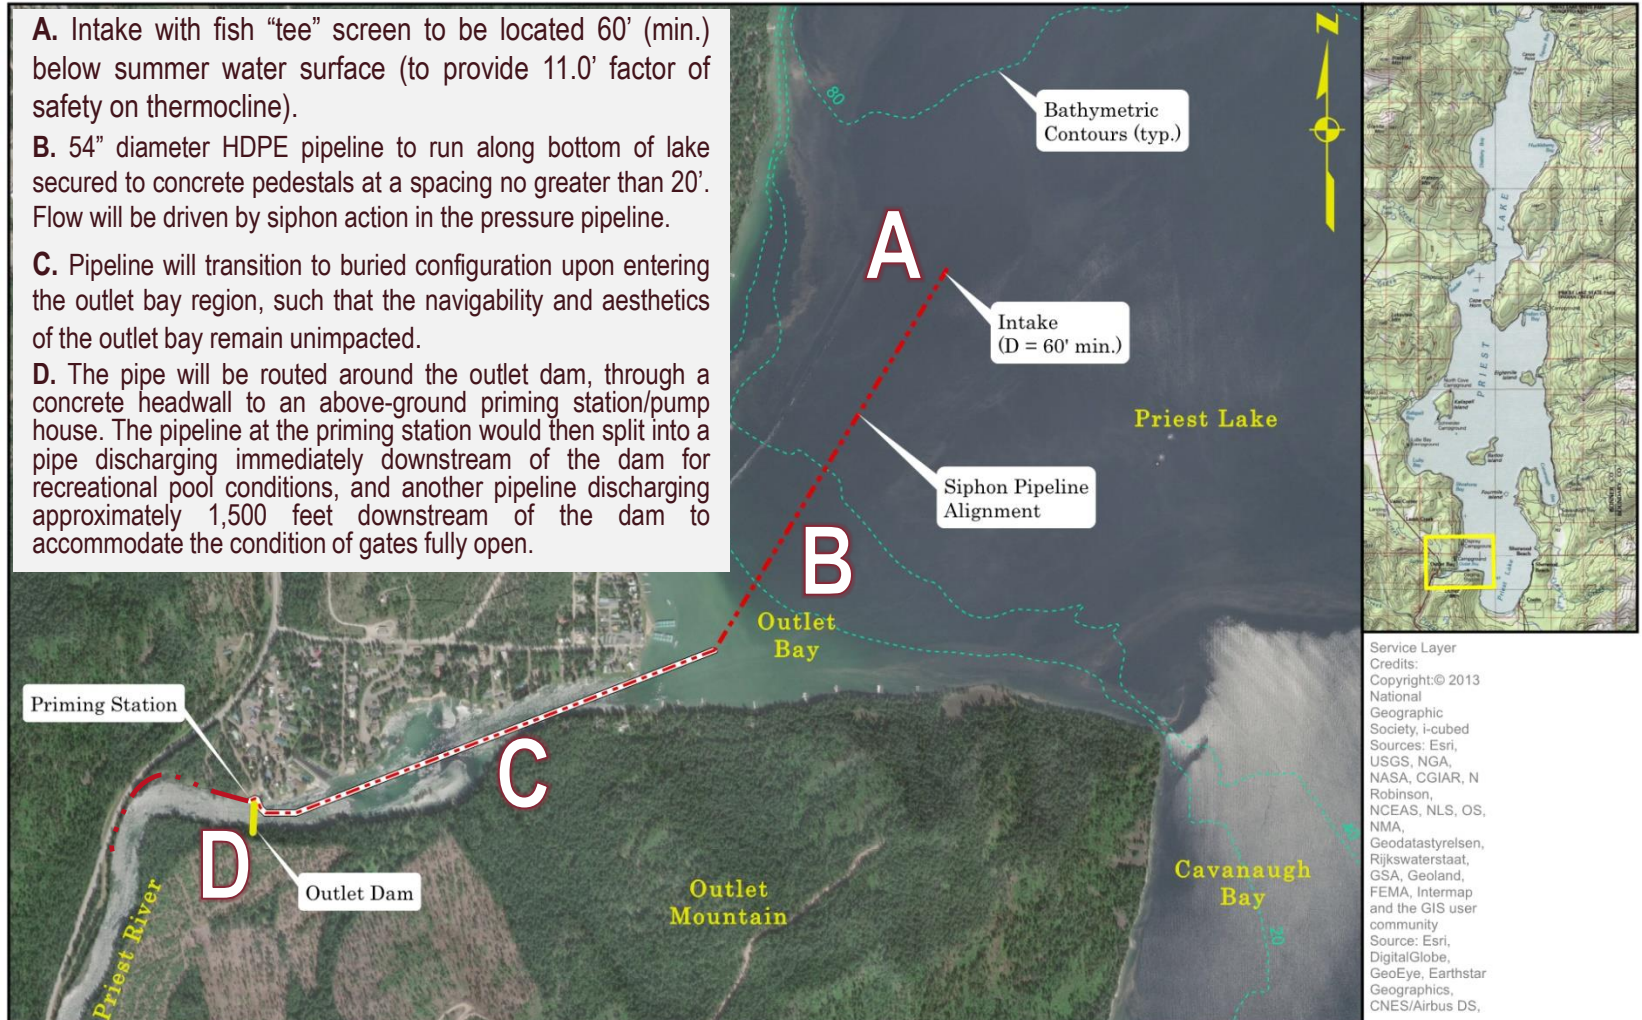 A. Intake with fish “tee” screen to be located 60’ (min.)
below summer water surface (to provide 11.0’ factor of
safety on thermocline).
B. 54” diameter HDPE pipeline to run along bottom of lake
secured to concrete pedestals at a spacing no greater than 20’.
Flow will be driven by siphon action in the pressure pipeline.
C. Pipeline will transition to buried configuration upon entering
the outlet bay region, such that the navigability and aesthetics
of the outlet bay remain unimpacted.
D. The pipe will be routed around the outlet dam, through a
concrete headwall to an above-ground priming station/pump
house. The pipeline at the priming station would then split into a
pipe discharging immediately downstream of the dam for
recreational pool conditions, and another pipeline discharging
approximately 1,500 feet downstream of the dam to
accommodate the condition of gates fully open.
N
80
Bathymetric
Contours (typ.)
A
Intake
(D = 60' min.)
Priest Lake
Siphon Pipeline
Alignment
B
Outlet
Bay
Priming Station
C
D
Outlet Dam
Priest River
Outlet
Mountain
Cavanaugh
Bay
40
20
PRIEST LAKE
Service Layer
Credits:
Copyright:© 2013
National
Geographic
Society, i-cubed
Sources: Esri,
USGS, NGA,
NASA, CGIAR, N
Robinson,
NCEAS, NLS, OS,
NMA,
Geodatastyrelsen,
Rijkswaterstaat,
GSA, Geoland,
FEMA, Intermap
and the GIS user
community
Source: Esri,
DigitalGlobe,
GeoEye, Earthstar
Geographics,
CNES/Airbus DS,